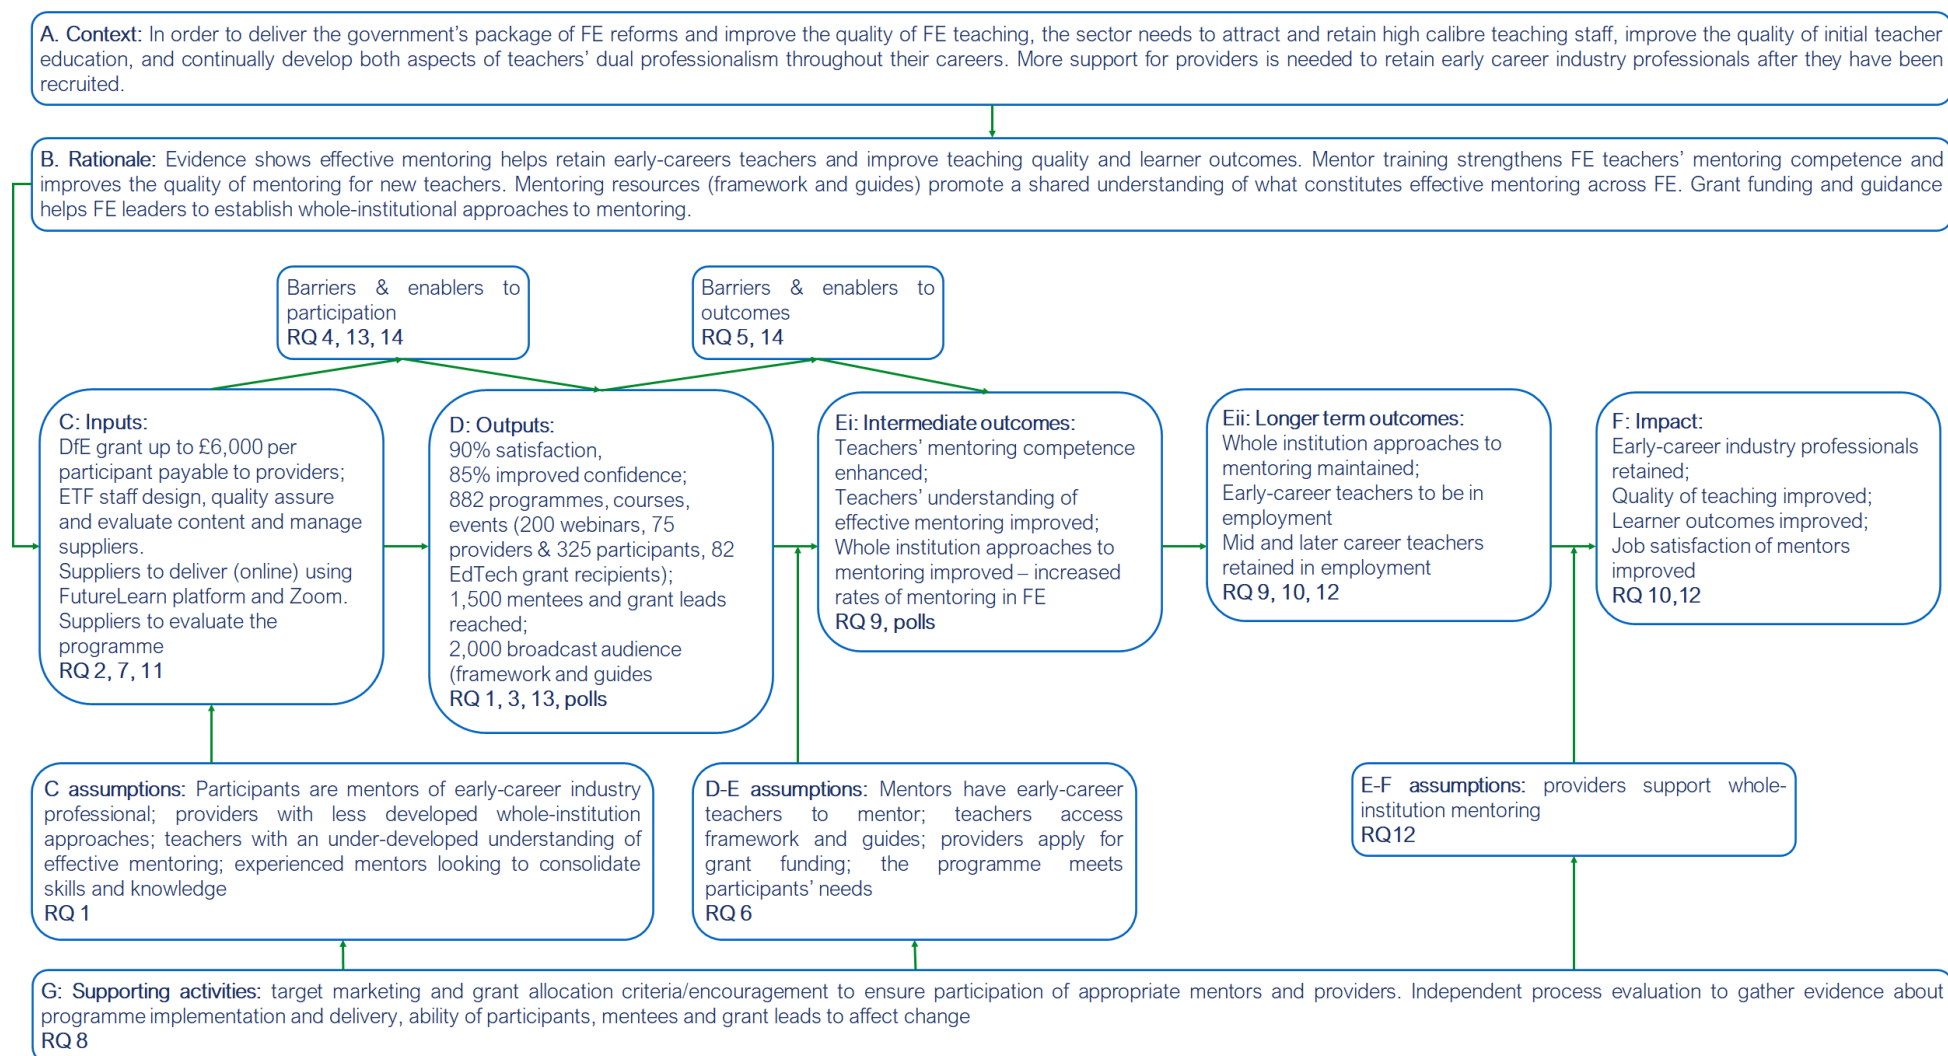 A. Context: In order to deliver the government’s package of FE reforms and improve the quality of FE teaching, the sector needs to attract and retain high calibre teaching staff, improve the quality of initial teacher
education, and continually develop both aspects of teachers’ dual professionalism throughout their careers. More support for providers is needed to retain early career industry professionals after they have been
recruited.
B. Rationale: Evidence shows effective mentoring helps retain early-careers teachers and improve teaching quality and learner outcomes. Mentor training strengthens FE teachers’ mentoring competence and
improves the quality of mentoring for new teachers. Mentoring resources (framework and guides) promote a shared understanding of what constitutes effective mentoring across FE. Grant funding and guidance
helps FE leaders to establish whole-institutional approaches to mentoring.
Barriers & enablers to
participation
RQ 4, 13, 14
Barriers & enablers to
outcomes
RQ 5, 14
C: Inputs:
DfE grant up to £6,000 per
participant payable to providers;
ETF staff design, quality assure
and evaluate content and manage
suppliers.
Suppliers to deliver (online) using
FutureLearn platform and Zoom.
Suppliers to evaluate the
programme
RQ 2, 7, 11
D: Outputs:
90% satisfaction,
85% improved confidence;
882 programmes, courses,
events (200 webinars, 75
providers & 325 participants, 82
EdTech grant recipients);
1,500 mentees and grant leads
reached;
2,000 broadcast audience
(framework and guides
RQ 1, 3, 13, polls
Ei: Intermediate outcomes:
Teachers’ mentoring competence
enhanced;
Teachers’ understanding of
effective mentoring improved;
Whole institution approaches to
mentoring improved – increased
rates of mentoring in FE
RQ 9, polls
Eii: Longer term outcomes:
Whole institution approaches to
mentoring maintained;
Early-career teachers to be in
employment
Mid and later career teachers
retained in employment
RQ 9, 10, 12
F: Impact:
Early-career industry professionals
retained;
Quality of teaching improved;
Learner outcomes improved;
Job satisfaction of mentors
improved
RQ 10,12
C assumptions: Participants are mentors of early-career industry
professional; providers with less developed whole-institution
approaches; teachers with an under-developed understanding of
effective mentoring; experienced mentors looking to consolidate
skills and knowledge
RQ 1
D-E assumptions: Mentors have early-career
teachers to mentor; teachers access
framework and guides; providers apply for
grant funding; the programme meets
participants’ needs
RQ 6
E-F assumptions: providers support whole-
institution mentoring
RQ12
G: Supporting activities: target marketing and grant allocation criteria/encouragement to ensure participation of appropriate mentors and providers. Independent process evaluation to gather evidence about
programme implementation and delivery, ability of participants, mentees and grant leads to affect change
RQ 8